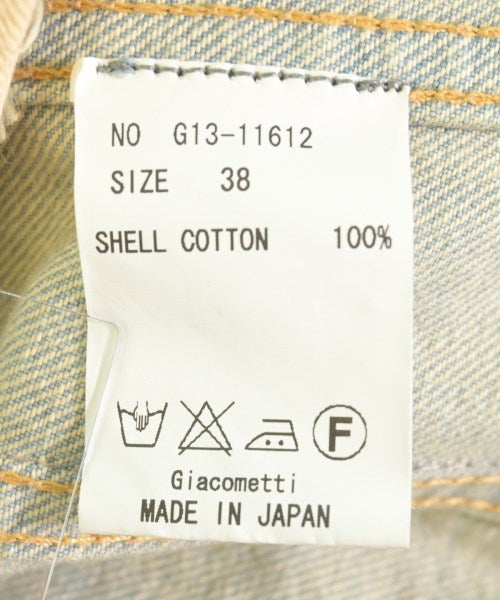 NO G13-11612
SIZE 38
SHELL COTTON 100%
F
Giacometti
MADE IN JAPAN